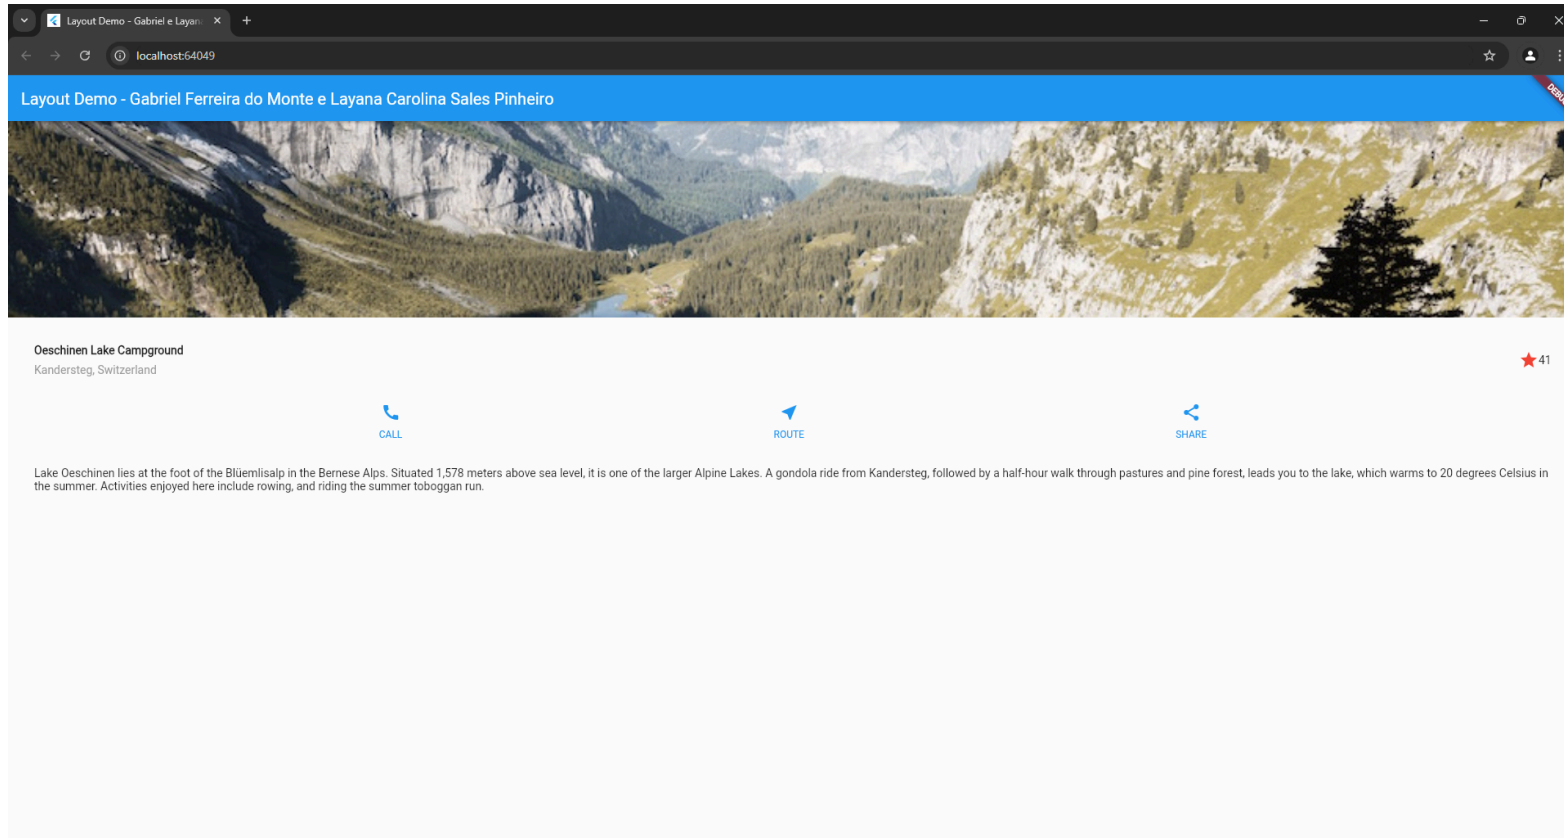 Layout Demo - Gabriel e Layana
localhost:64049
Layout Demo - Gabriel Ferreira do Monte e Layana Carolina Sales Pinheiro
Oeschinen Lake Campground
Kandersteg, Switzerland
41
CALL
ROUTE
SHARE
Lake Oeschinen lies at the foot of the Blüemlisalp in the Bernese Alps. Situated 1,578 meters above sea level, it is one of the larger Alpine Lakes. A gondola ride from Kandersteg, followed by a half-hour walk through pastures and pine forest, leads you to the lake, which warms to 20 degrees Celsius in
the summer. Activities enjoyed here include rowing, and riding the summer toboggan run.